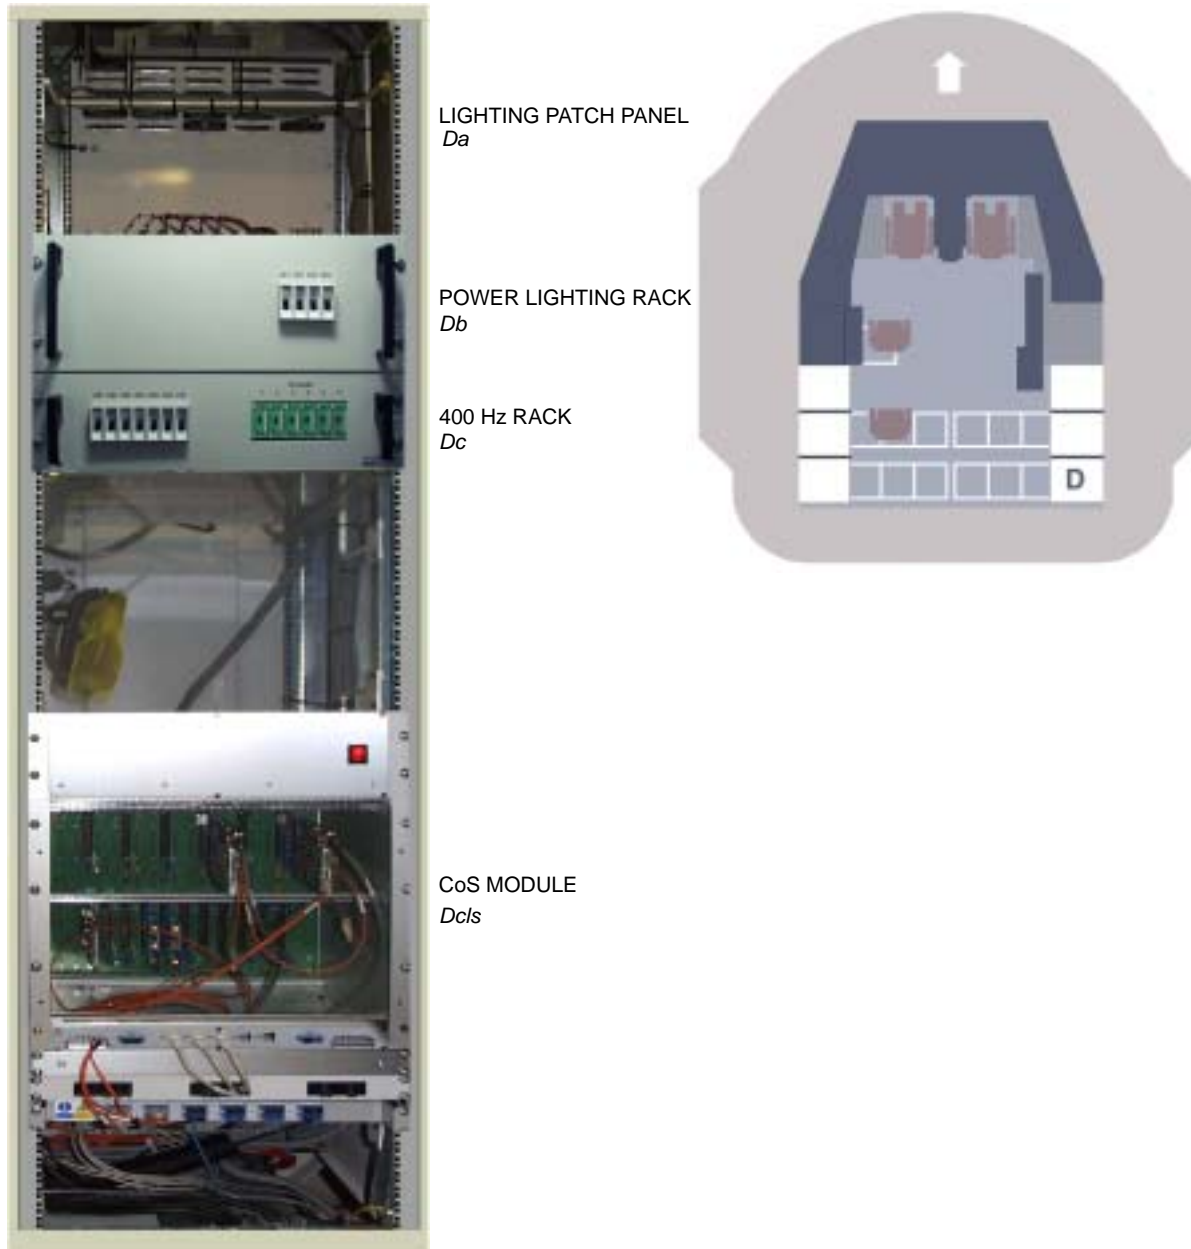 LIGHTING PATCH PANEL
Da
POWER LIGHTING RACK
Db
400 Hz RACK
Dc
D
CoS MODULE
Dcls